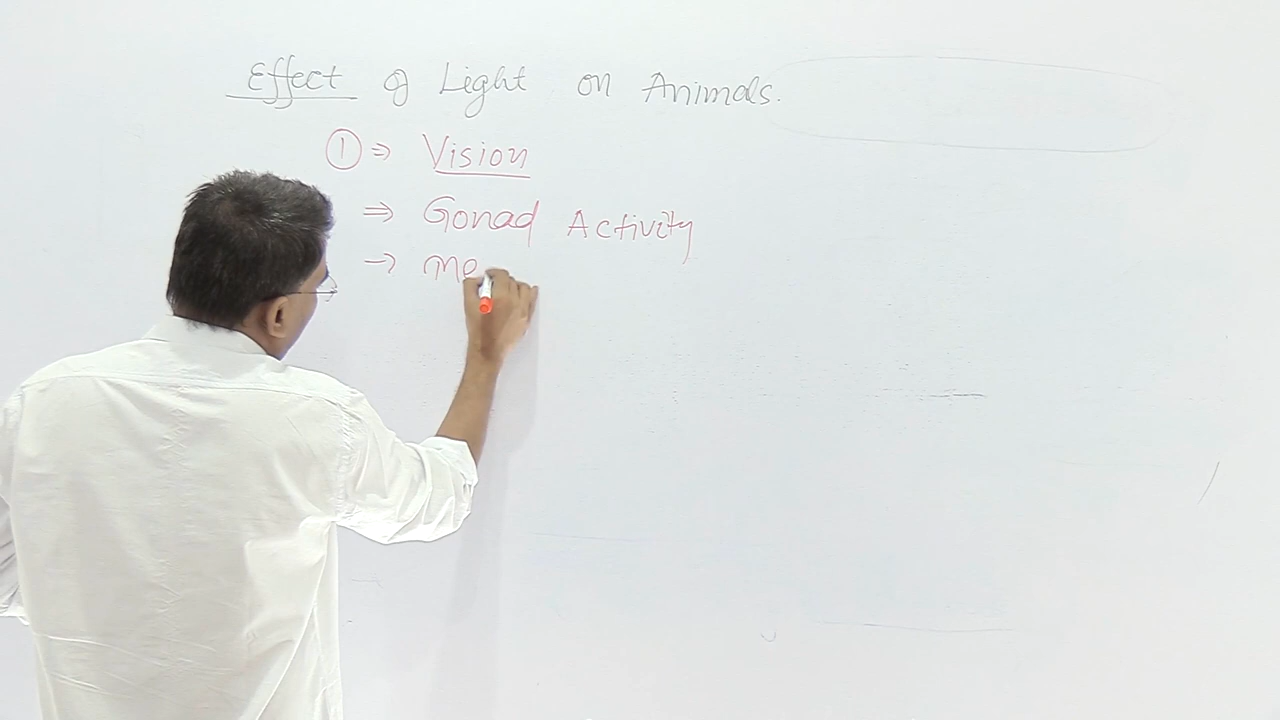 Effect of Light on Animals.
① ⇒ Vision
⇒ Gonad Activity
→ me